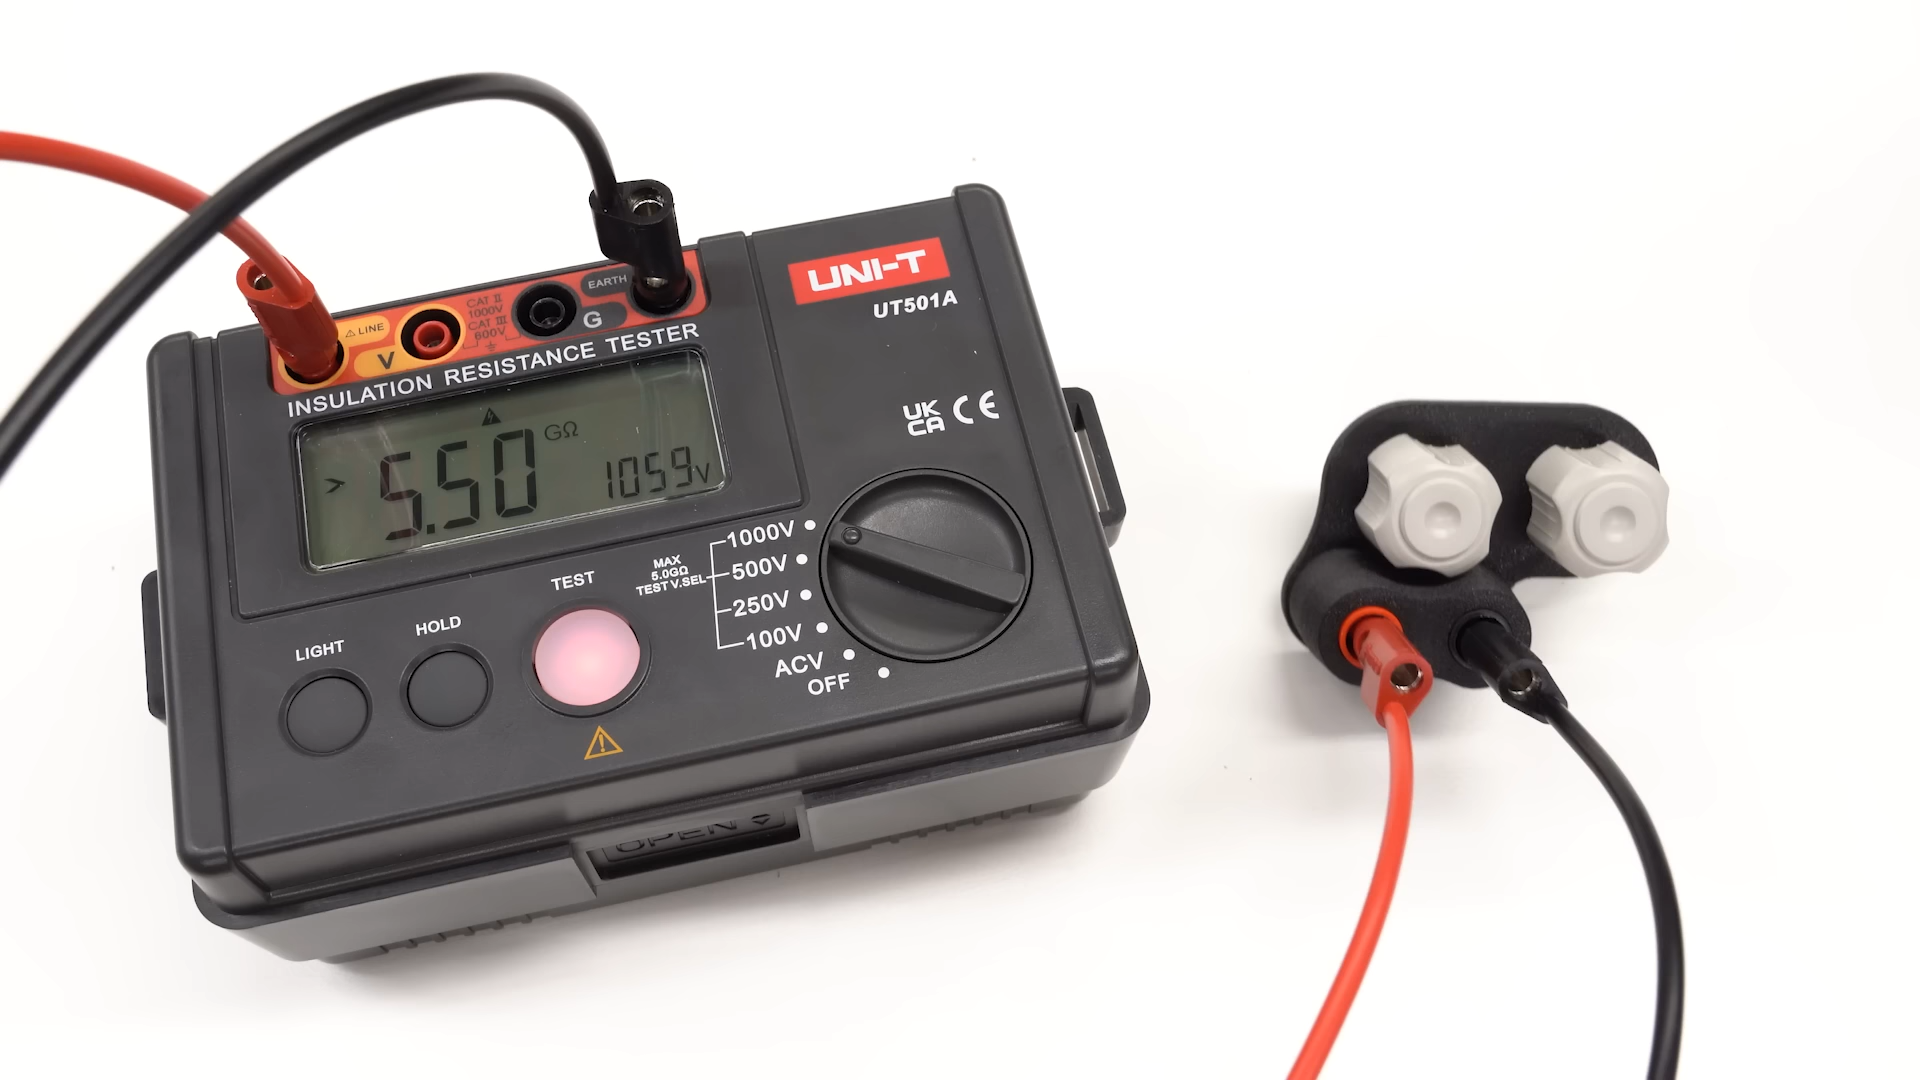 UNI-T
UT501A
⚠ LINE
V
CAT II
1000V
CAT III
600V
EARTH
G
INSULATION RESISTANCE TESTER
> 5.50 GΩ
1059V
UK
CA CE
MAX
5.0GΩ
TEST V.SEL
1000V
500V
250V
100V
ACV
OFF
TEST
HOLD
LIGHT
OPEN